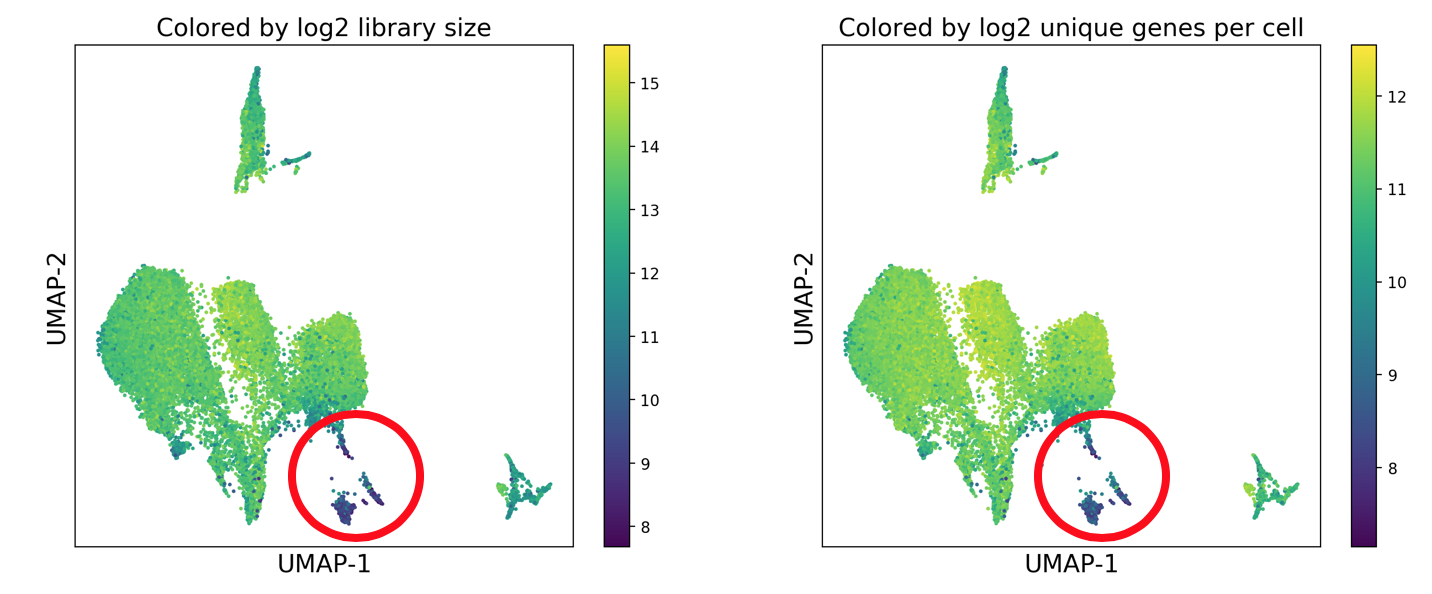 Colored by log2 library size
UMAP-2
15
14
13
12
11
10
9
8
UMAP-1
Colored by log2 unique genes per cell
UMAP-2
12
11
10
9
8
UMAP-1